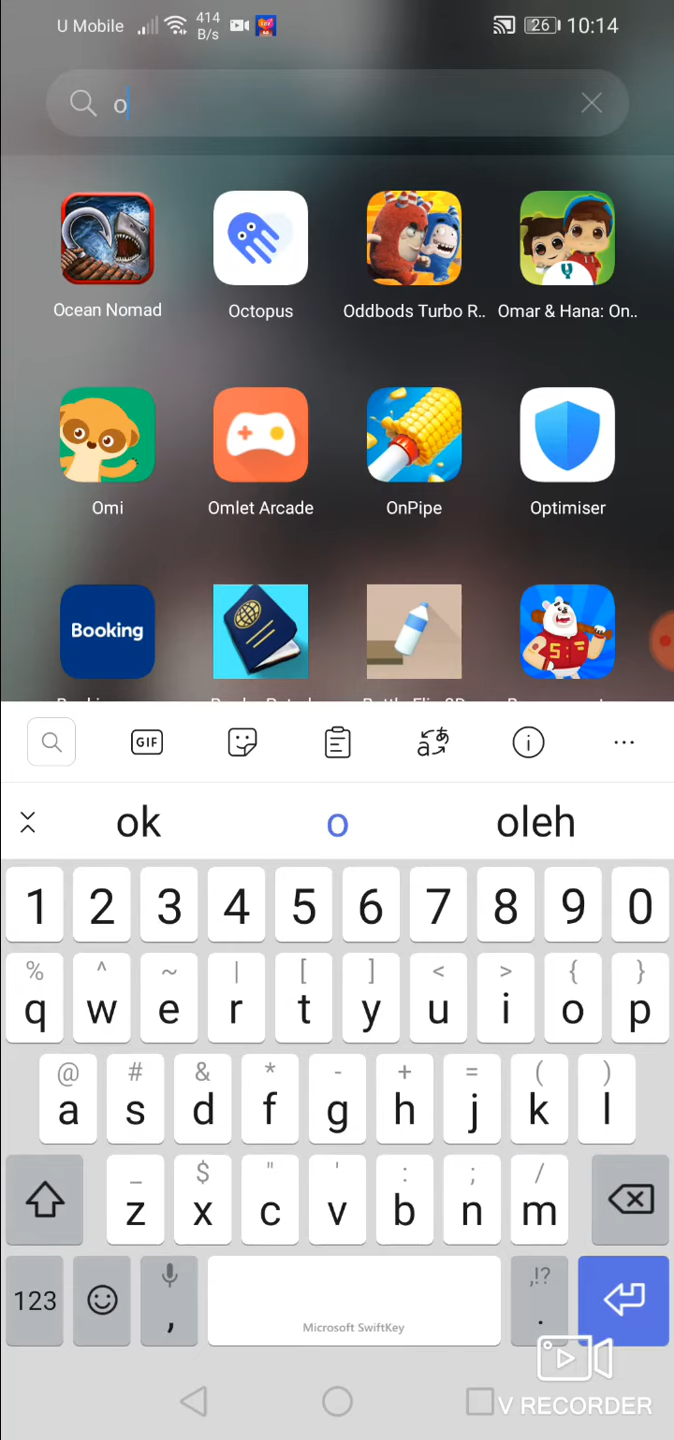 U Mobile 414 B/s 26 10:14
o
Ocean Nomad Octopus Oddbods Turbo R.. Omar & Hana: On..
Omi Omlet Arcade OnPipe Optimiser
Booking
GIF
ok o oleh
1 2 3 4 5 6 7 8 9 0
% ^ ~ | [ ] < > { }
q w e r t y u i o p
@ # & * - + = ( )
a s d f g h j k l
_ $ " ' : ; /
z x c v b n m
,!?
123 , .
Microsoft SwiftKey
V RECORDER